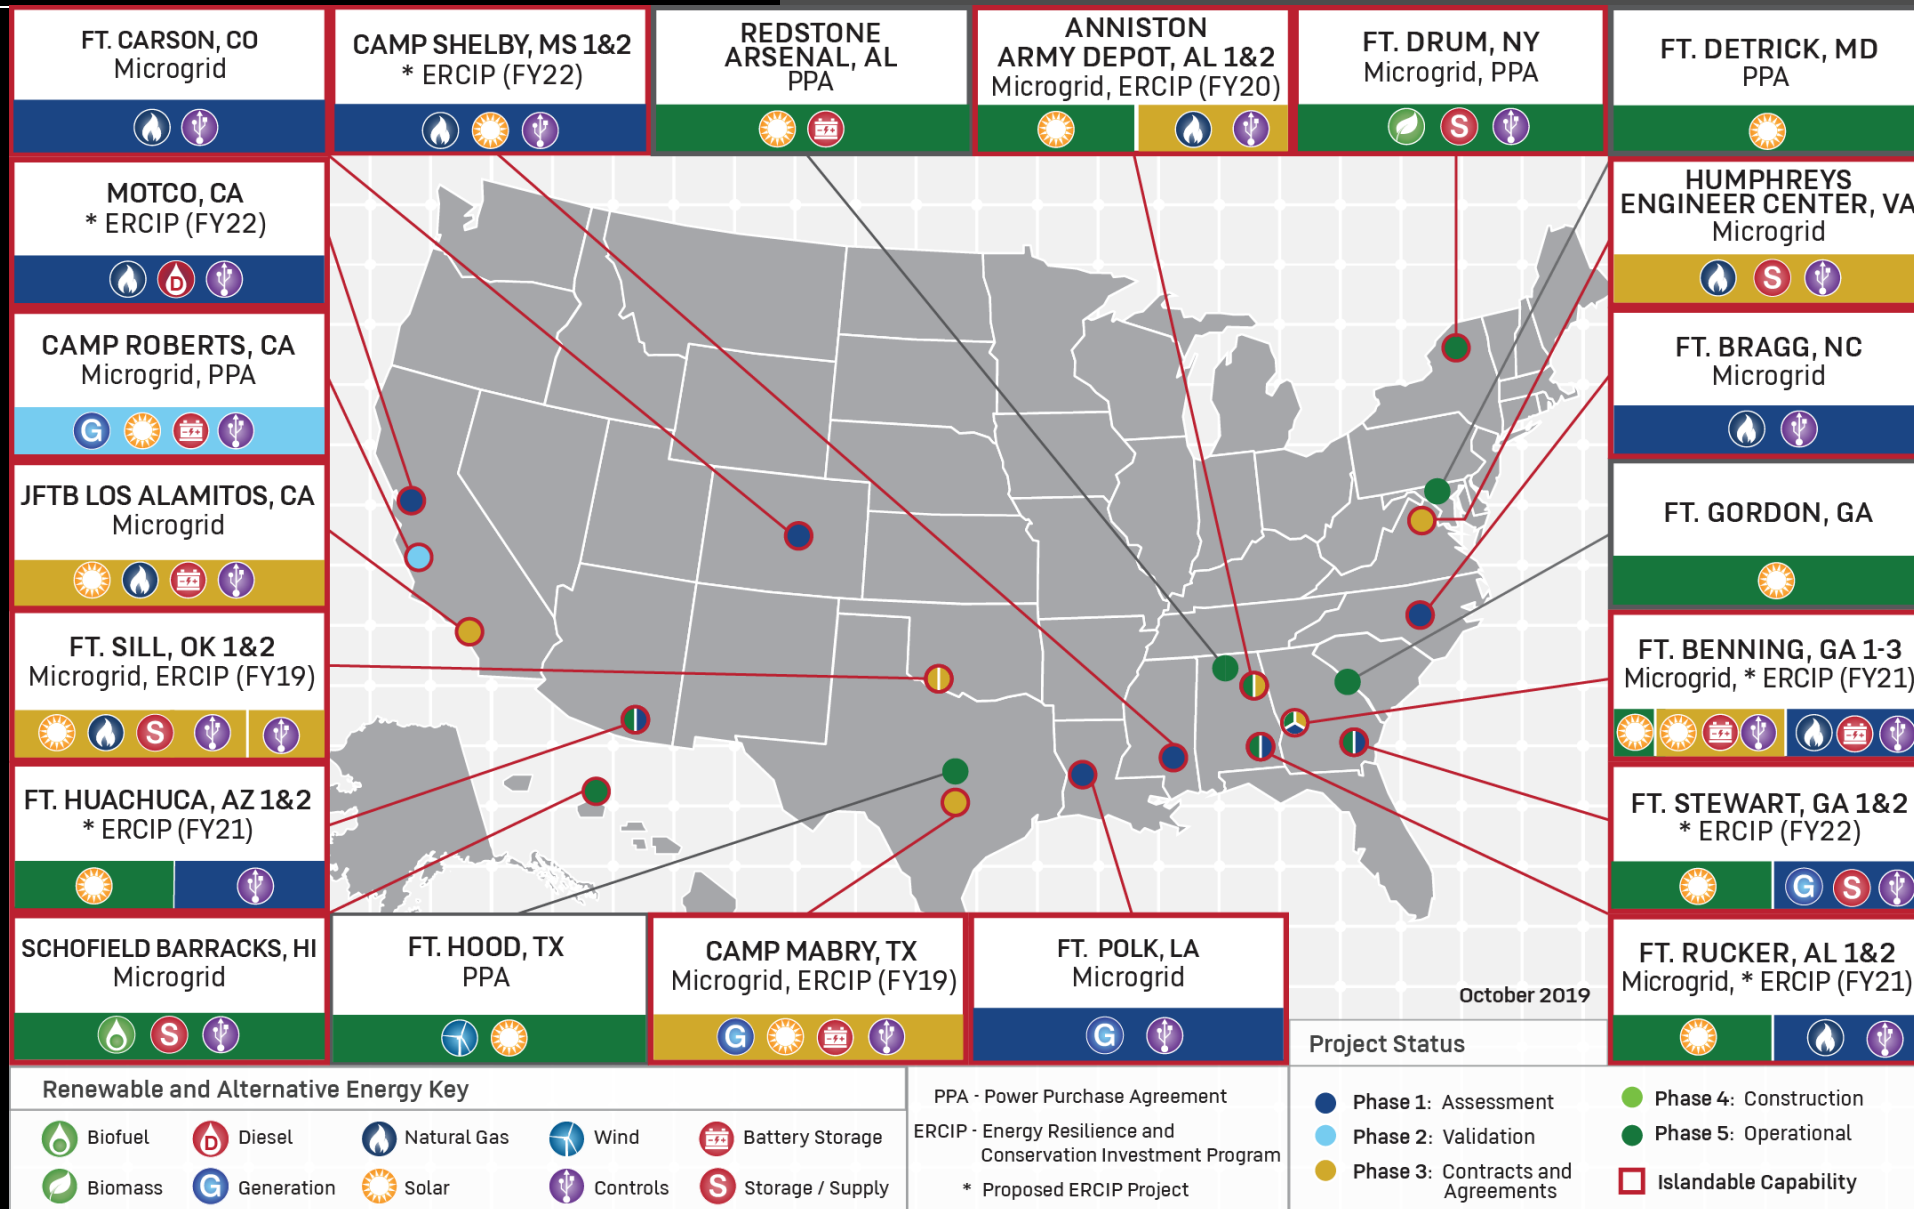 FT. CARSON, CO
Microgrid
CAMP SHELBY, MS 1&2
* ERCIP (FY22)
REDSTONE
ARSENAL, AL
PPA
ANNISTON
ARMY DEPOT, AL 1&2
Microgrid, ERCIP (FY20)
FT. DRUM, NY
Microgrid, PPA
S
FT. DETRICK, MD
PPA
MOTCO, CA
* ERCIP (FY22)
D
CAMP ROBERTS, CA
Microgrid, PPA
G
JFTB LOS ALAMITOS, CA
Microgrid
FT. SILL, OK 1&2
Microgrid, ERCIP (FY19)
S
FT. HUACHUCA, AZ 1&2
* ERCIP (FY21)
SCHOFIELD BARRACKS, HI
Microgrid
S
FT. HOOD, TX
PPA
CAMP MABRY, TX
Microgrid, ERCIP (FY19)
G
FT. POLK, LA
Microgrid
G
HUMPHREYS
ENGINEER CENTER, VA
Microgrid
S
FT. BRAGG, NC
Microgrid
FT. GORDON, GA
FT. BENNING, GA 1-3
Microgrid, * ERCIP (FY21)
FT. STEWART, GA 1&2
* ERCIP (FY22)
G S
FT. RUCKER, AL 1&2
Microgrid, * ERCIP (FY21)
October 2019
Renewable and Alternative Energy Key
Biofuel
D Diesel
Natural Gas
Wind
Battery Storage
Biomass
G Generation
Solar
Controls
S Storage / Supply
PPA - Power Purchase Agreement
ERCIP - Energy Resilience and
Conservation Investment Program
* Proposed ERCIP Project
Project Status
Phase 1: Assessment
Phase 2: Validation
Phase 3: Contracts and
Agreements
Phase 4: Construction
Phase 5: Operational
Islandable Capability